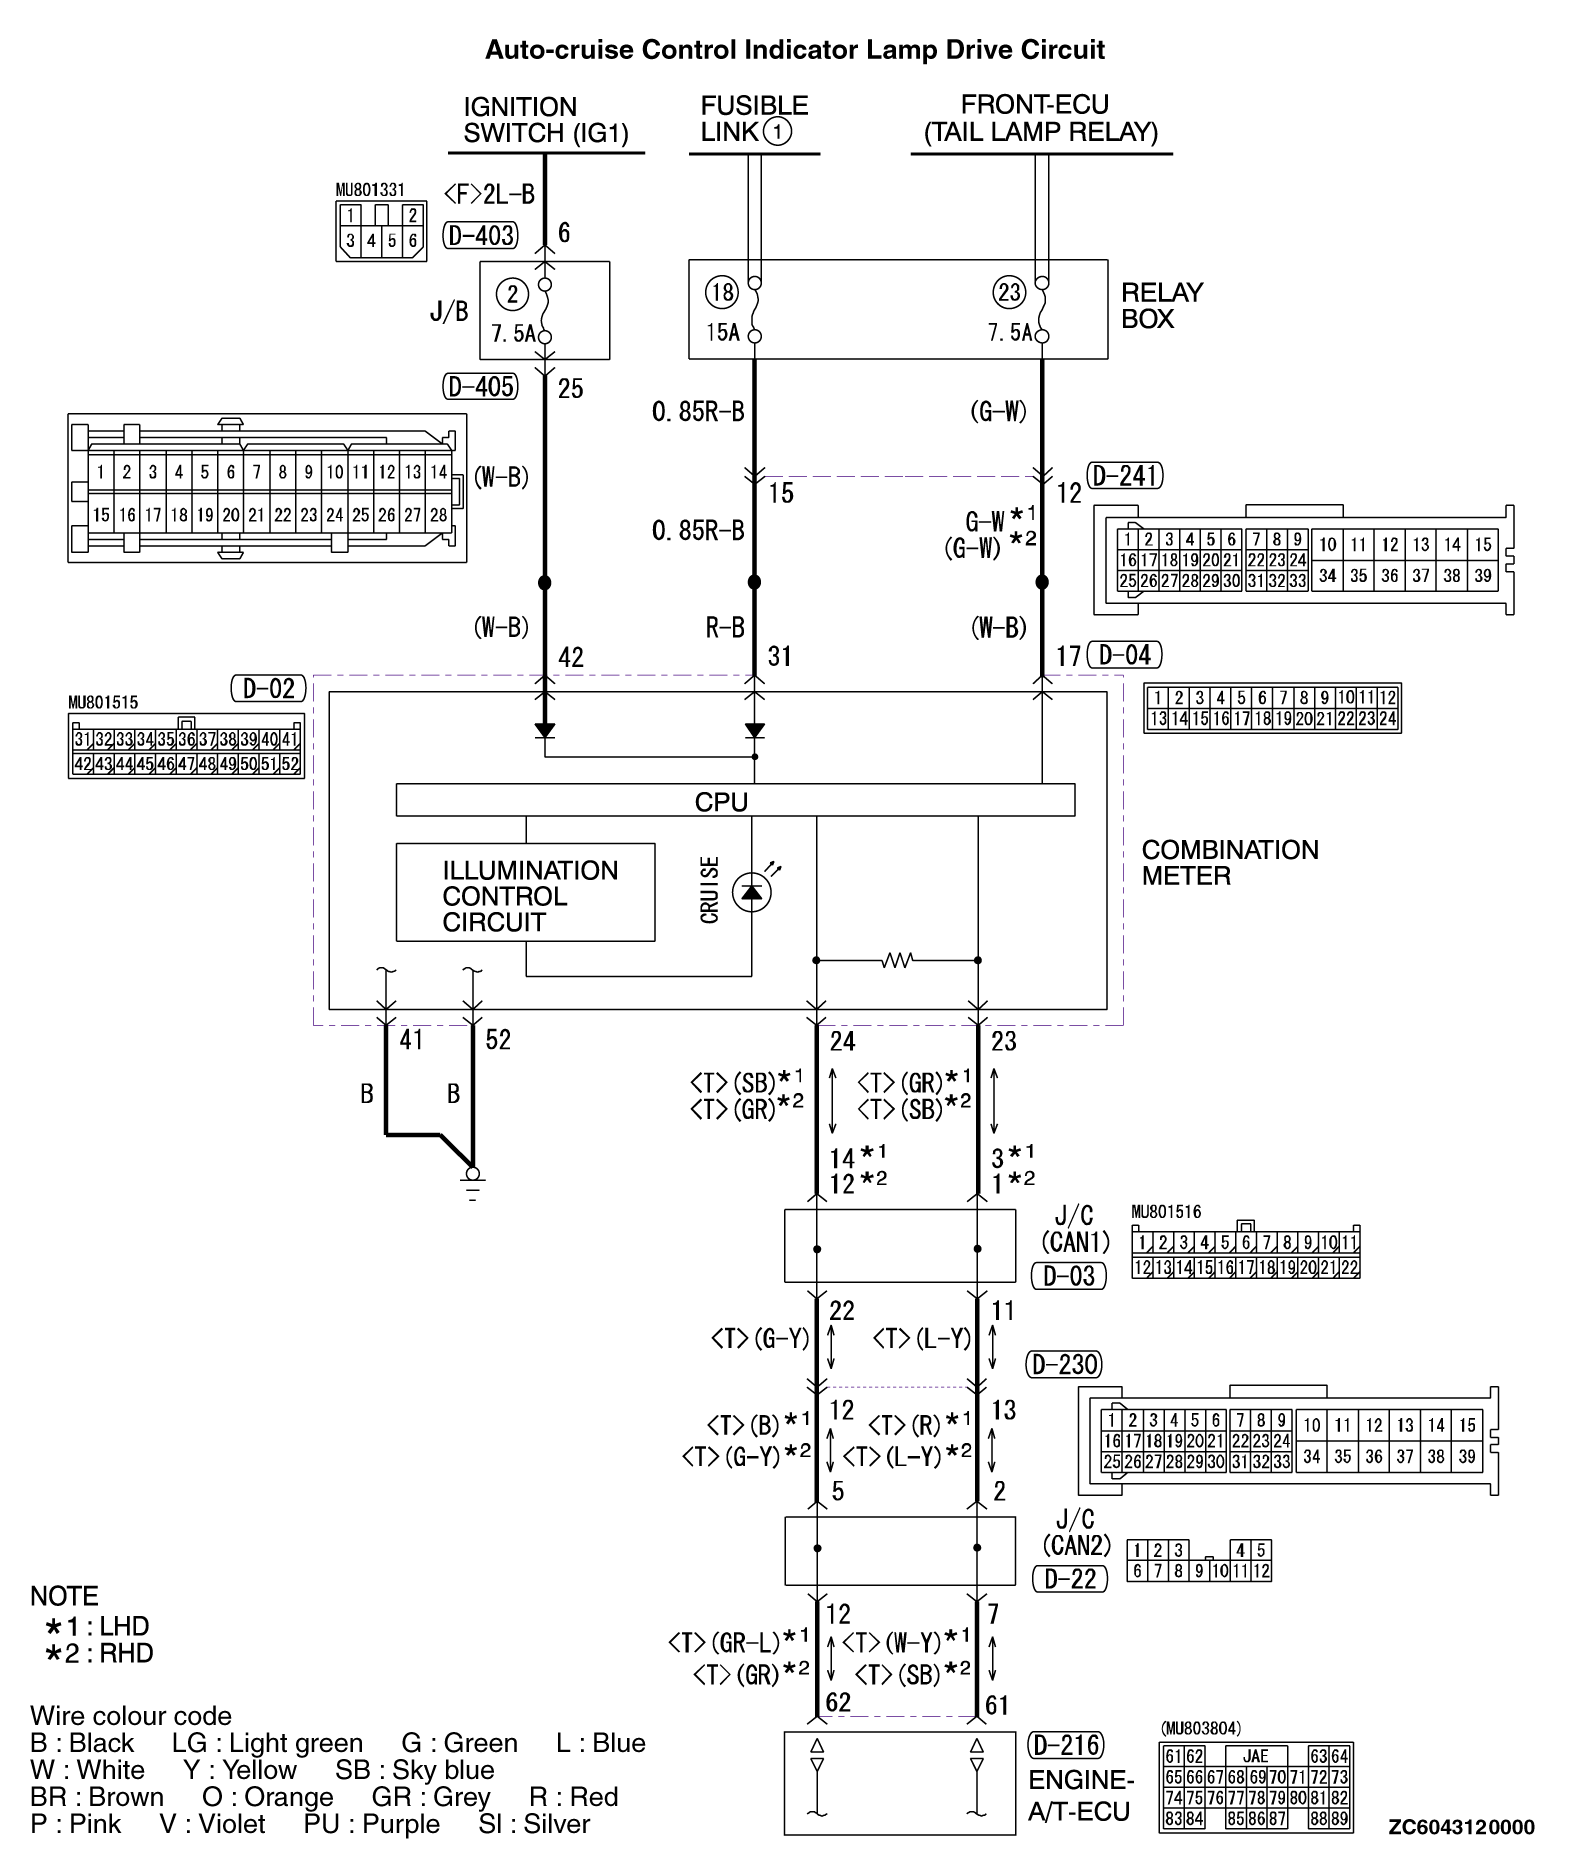 Auto-cruise Control Indicator Lamp Drive Circuit
IGNITION
SWITCH (IG1)
FUSIBLE
LINK 1
FRONT-ECU
(TAIL LAMP RELAY)
MU801331
1 2
3 4 5 6
<F>2L-B
D-403
6
J/B
2
7.5A
18
15A
23
7.5A
RELAY
BOX
D-405
25
0.85R-B
(G-W)
1 2 3 4 5 6 7 8 9 10 11 12 13 14
15 16 17 18 19 20 21 22 23 24 25 26 27 28
(W-B)
15
12
D-241
0.85R-B
G-W *1
(G-W) *2
1 2 3 4 5 6 7 8 9 10 11 12 13 14 15
16 17 18 19 20 21 22 23 24
25 26 27 28 29 30 31 32 33 34 35 36 37 38 39
(W-B)
R-B
(W-B)
42
31
17
D-04
D-02
MU801515
31 32 33 34 35 36 37 38 39 40 41
42 43 44 45 46 47 48 49 50 51 52
1 2 3 4 5 6 7 8 9 10 11 12
13 14 15 16 17 18 19 20 21 22 23 24
CPU
ILLUMINATION
CONTROL
CIRCUIT
CRUISE
COMBINATION
METER
41
52
24
23
B
B
<T>(SB)*1
<T>(GR)*2
<T>(GR)*1
<T>(SB)*2
14*1
12*2
3*1
1*2
J/C
(CAN1)
D-03
MU801516
1 2 3 4 5 6 7 8 9 10 11
12 13 14 15 16 17 18 19 20 21 22
22
11
<T>(G-Y)
<T>(L-Y)
D-230
12
13
<T>(B)*1
<T>(G-Y)*2
<T>(R)*1
<T>(L-Y)*2
1 2 3 4 5 6 7 8 9 10 11 12 13 14 15
16 17 18 19 20 21 22 23 24
25 26 27 28 29 30 31 32 33 34 35 36 37 38 39
5
2
J/C
(CAN2)
D-22
1 2 3 4 5
6 7 8 9 10 11 12
12
7
<T>(GR-L)*1
<T>(GR)*2
<T>(W-Y)*1
<T>(SB)*2
62
61
D-216
ENGINE-
A/T-ECU
(MU803804)
61 62 JAE 63 64
65 66 67 68 69 70 71 72 73
74 75 76 77 78 79 80 81 82
83 84 85 86 87 88 89
NOTE
*1 : LHD
*2 : RHD
Wire colour code
B : Black LG : Light green G : Green L : Blue
W : White Y : Yellow SB : Sky blue
BR : Brown O : Orange GR : Grey R : Red
P : Pink V : Violet PU : Purple SI : Silver
ZC6043120000